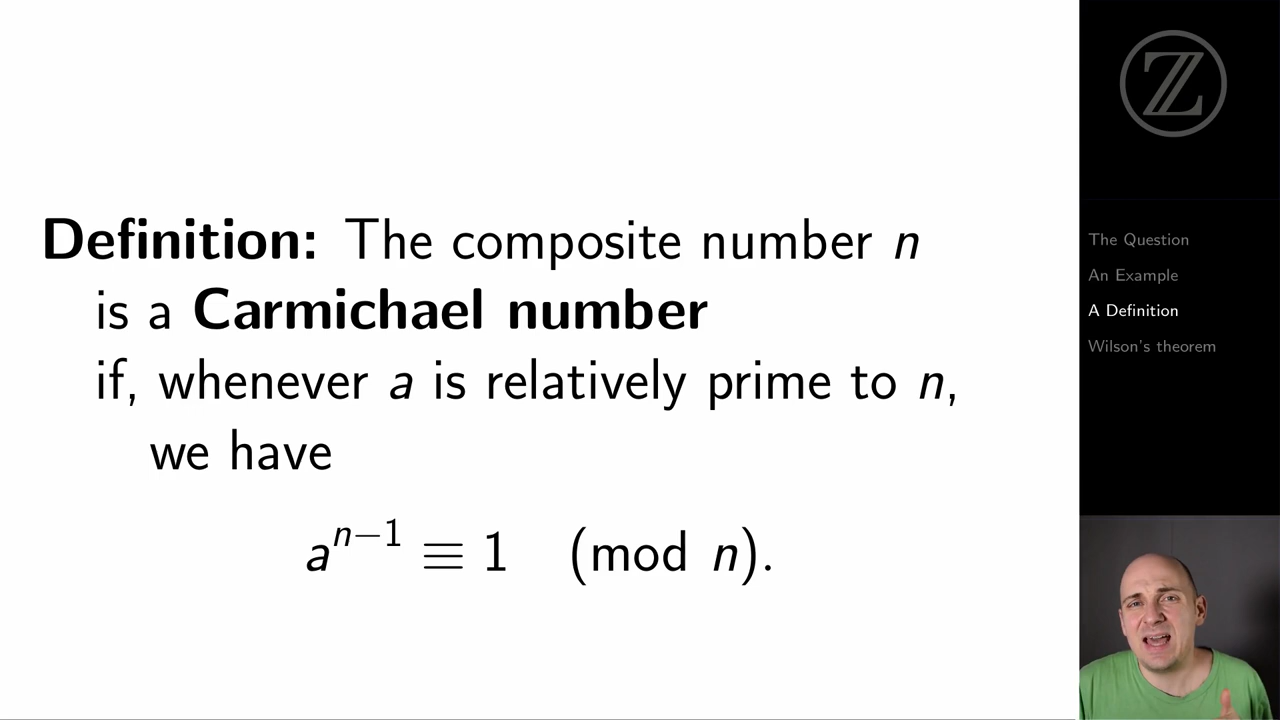 Definition: The composite number n
is a Carmichael number
if, whenever a is relatively prime to n,
we have
aⁿ⁻¹ ≡ 1 (mod n).
ℤ
The Question
An Example
A Definition
Wilson's theorem